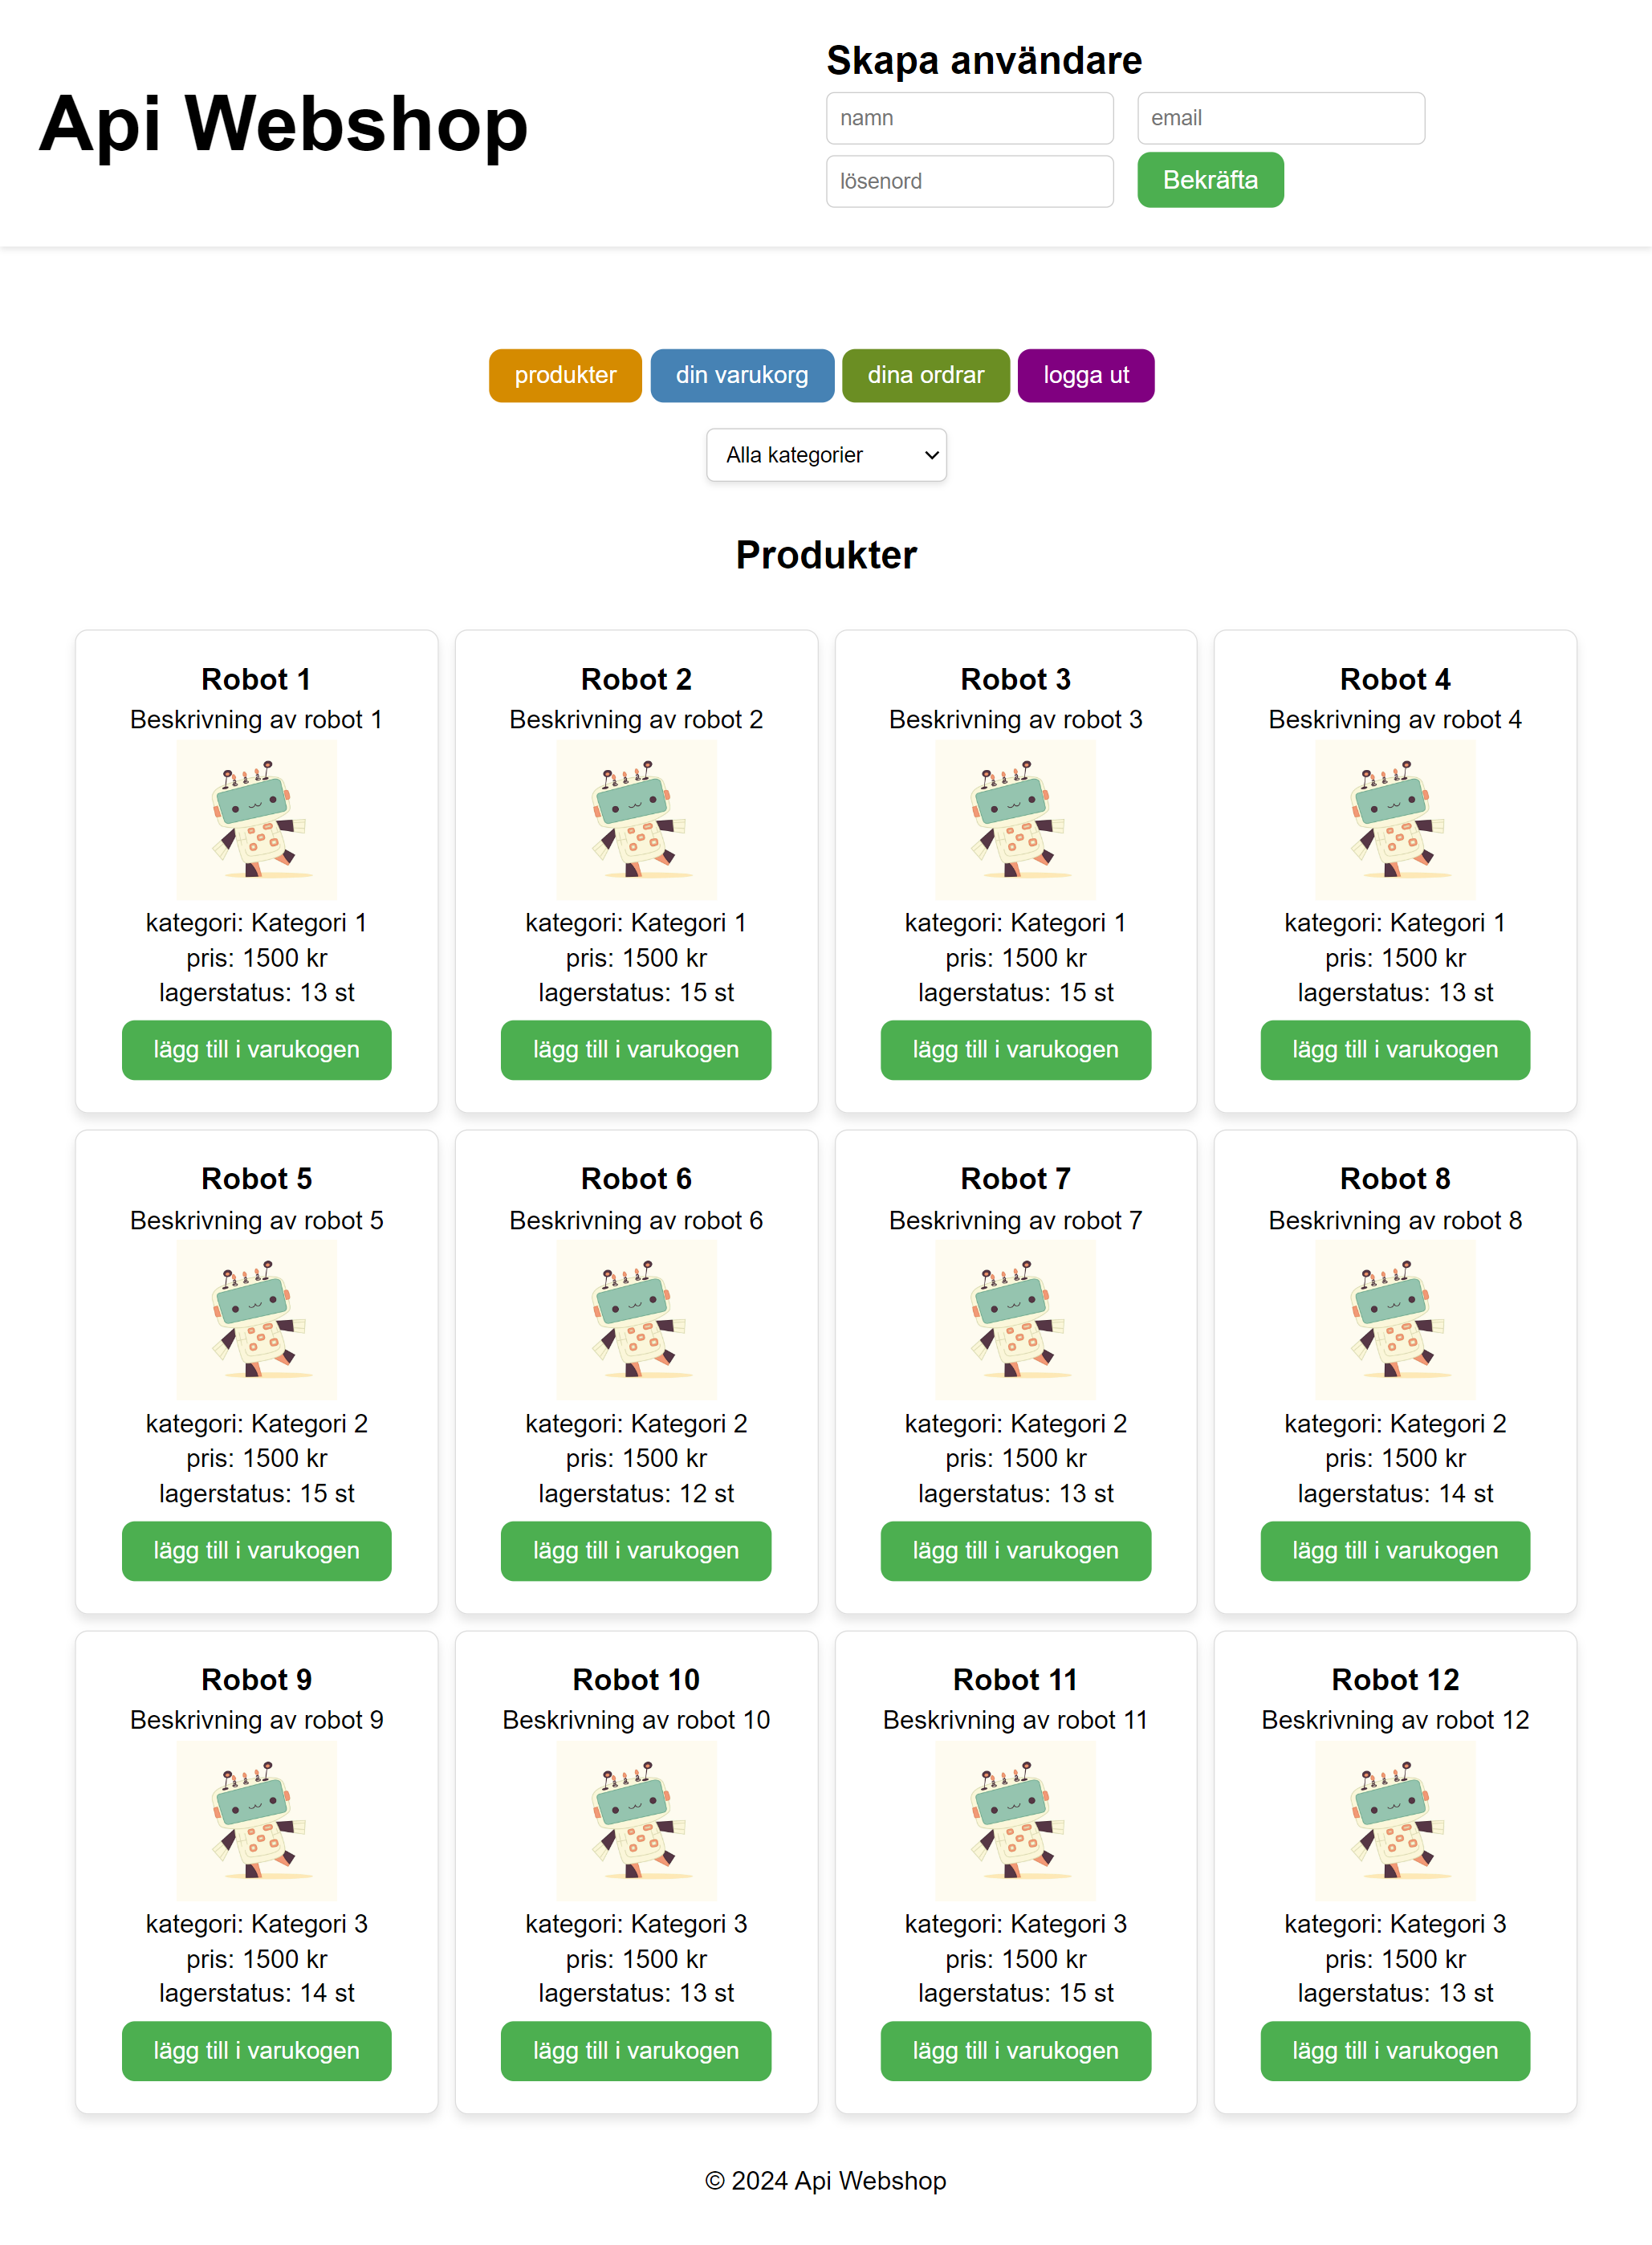 Api Webshop
Skapa användare
namn
email
lösenord
Bekräfta
produkter
din varukorg
dina ordrar
logga ut
Alla kategorier
Produkter
Robot 1
Beskrivning av robot 1
kategori: Kategori 1
pris: 1500 kr
lagerstatus: 13 st
lägg till i varukogen
Robot 2
Beskrivning av robot 2
kategori: Kategori 1
pris: 1500 kr
lagerstatus: 15 st
lägg till i varukogen
Robot 3
Beskrivning av robot 3
kategori: Kategori 1
pris: 1500 kr
lagerstatus: 15 st
lägg till i varukogen
Robot 4
Beskrivning av robot 4
kategori: Kategori 1
pris: 1500 kr
lagerstatus: 13 st
lägg till i varukogen
Robot 5
Beskrivning av robot 5
kategori: Kategori 2
pris: 1500 kr
lagerstatus: 15 st
lägg till i varukogen
Robot 6
Beskrivning av robot 6
kategori: Kategori 2
pris: 1500 kr
lagerstatus: 12 st
lägg till i varukogen
Robot 7
Beskrivning av robot 7
kategori: Kategori 2
pris: 1500 kr
lagerstatus: 13 st
lägg till i varukogen
Robot 8
Beskrivning av robot 8
kategori: Kategori 2
pris: 1500 kr
lagerstatus: 14 st
lägg till i varukogen
Robot 9
Beskrivning av robot 9
kategori: Kategori 3
pris: 1500 kr
lagerstatus: 14 st
lägg till i varukogen
Robot 10
Beskrivning av robot 10
kategori: Kategori 3
pris: 1500 kr
lagerstatus: 13 st
lägg till i varukogen
Robot 11
Beskrivning av robot 11
kategori: Kategori 3
pris: 1500 kr
lagerstatus: 15 st
lägg till i varukogen
Robot 12
Beskrivning av robot 12
kategori: Kategori 3
pris: 1500 kr
lagerstatus: 13 st
lägg till i varukogen
© 2024 Api Webshop